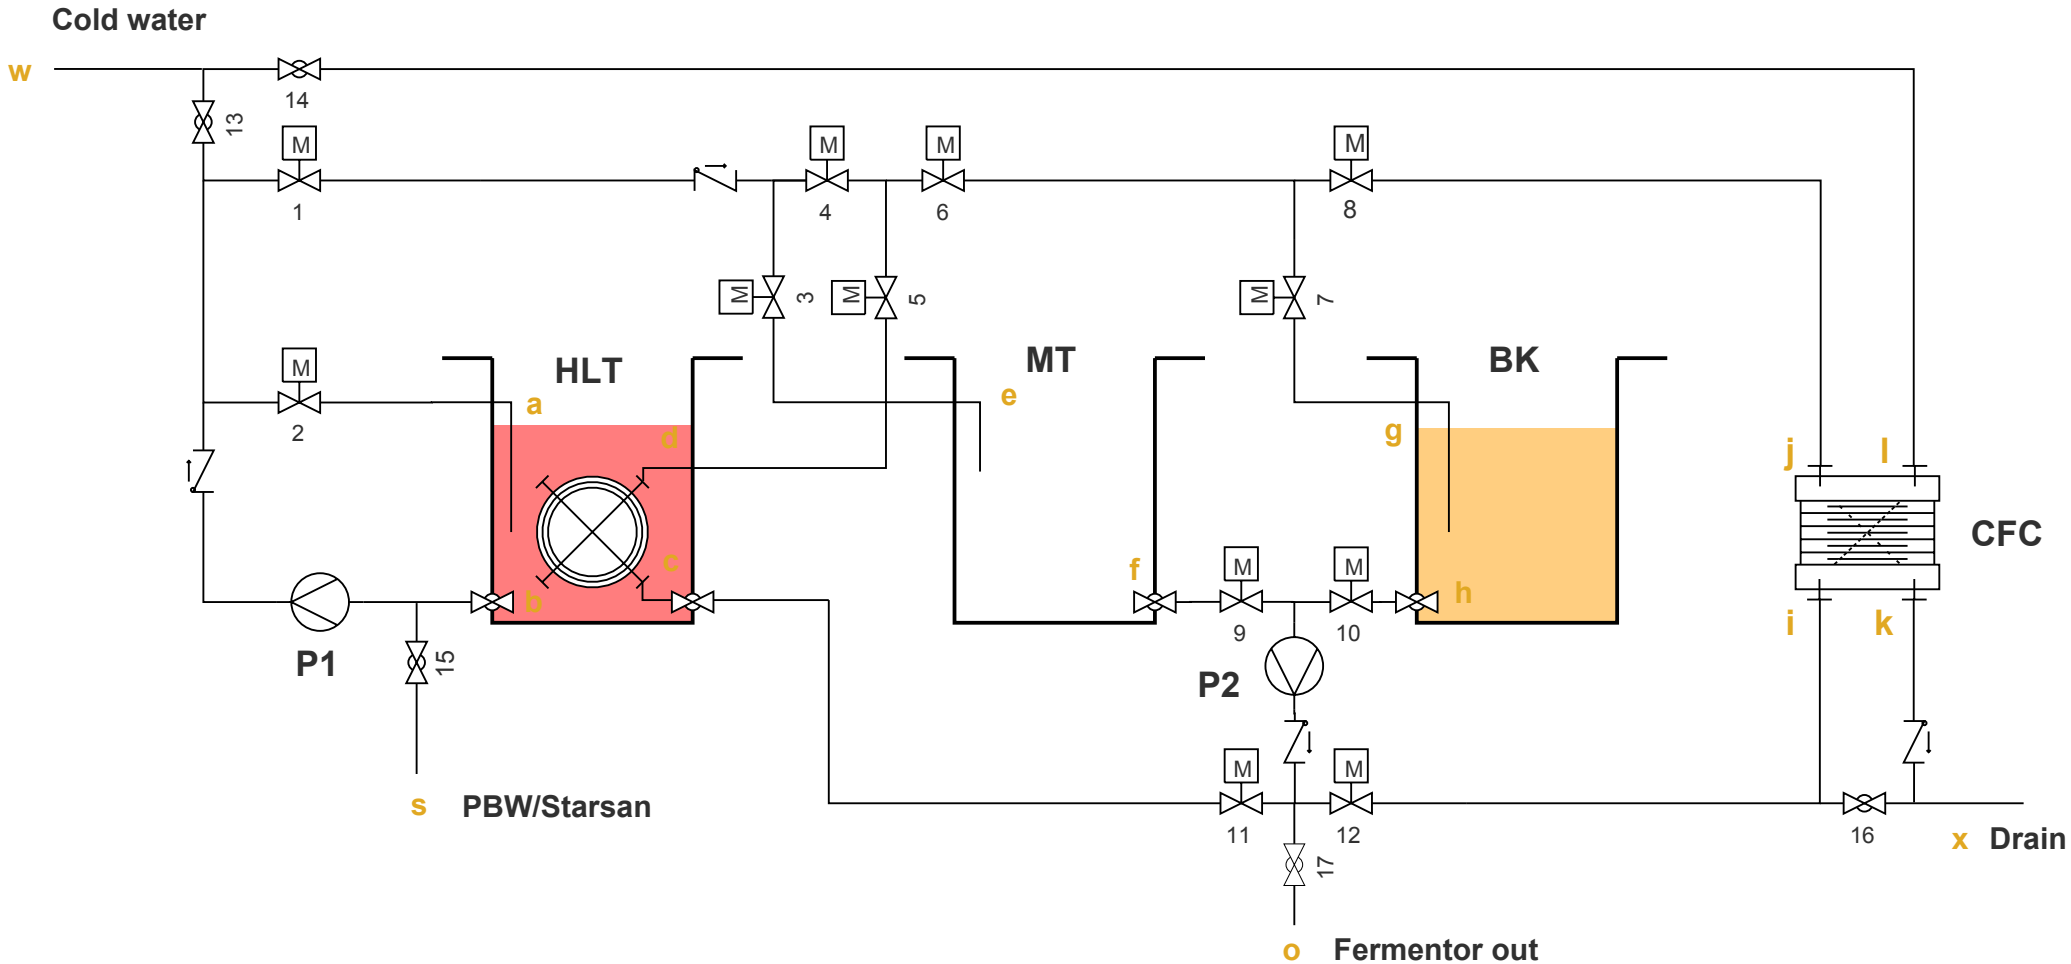 Cold water
w
14
13
M
M
M
M
1
4
6
8
M
3
M
5
M
7
M
HLT
MT
BK
a
e
2
d
g
j
l
CFC
c
f
M
M
b
h
9
10
i
k
P1
15
P2
M
M
s
PBW/Starsan
11
12
16
x
Drain
17
o
Fermentor out